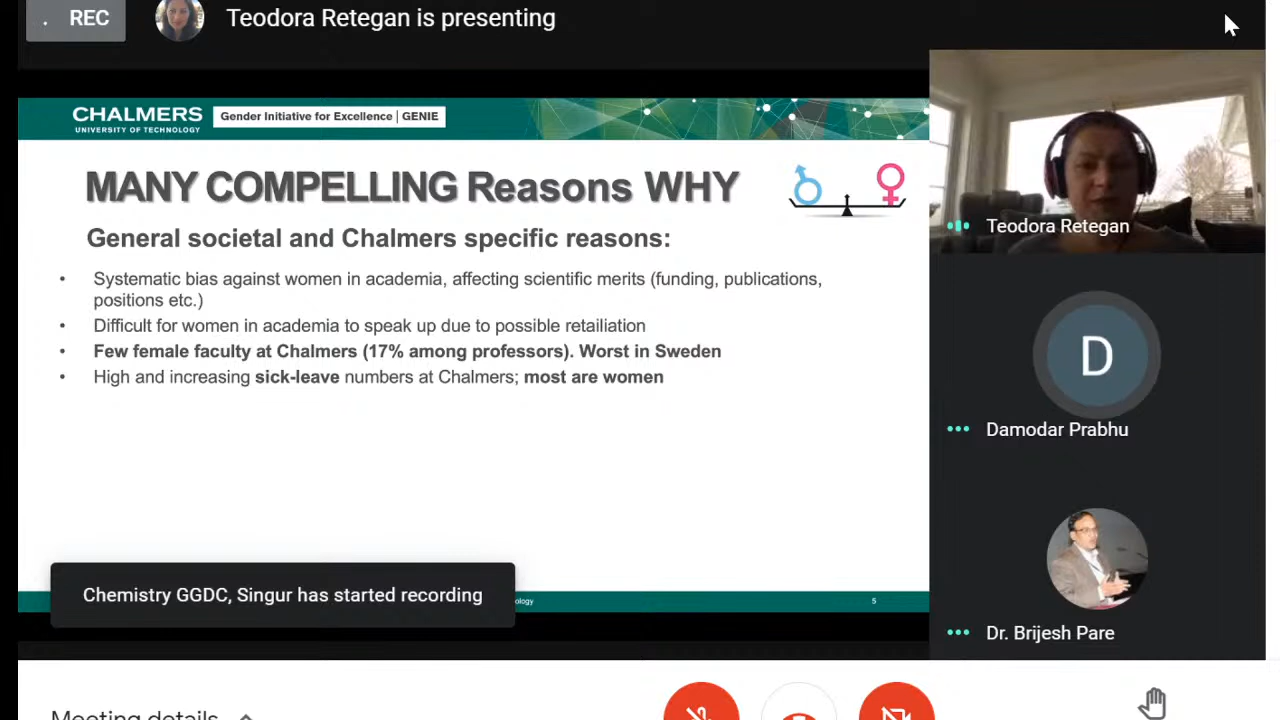 REC
Teodora Retegan is presenting
CHALMERS
UNIVERSITY OF TECHNOLOGY
Gender Initiative for Excellence | GENIE
MANY COMPELLING Reasons WHY
General societal and Chalmers specific reasons:
• Systematic bias against women in academia, affecting scientific merits (funding, publications,
positions etc.)
• Difficult for women in academia to speak up due to possible retailiation
• Few female faculty at Chalmers (17% among professors). Worst in Sweden
• High and increasing sick-leave numbers at Chalmers; most are women
Chemistry GGDC, Singur has started recording
5
Teodora Retegan
D
Damodar Prabhu
Dr. Brijesh Pare
Meeting details